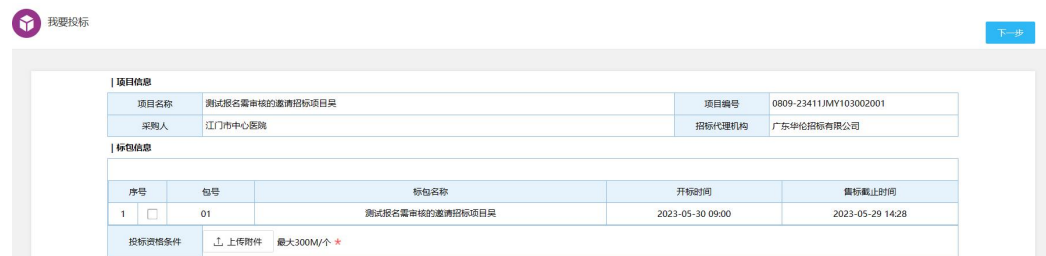 我要投标
下一步
项目信息
项目名称 测试报名需审核的邀请招标项目吴 项目编号 0809-23411JMY103002001
采购人 江门市中心医院 招标代理机构 广东华伦招标有限公司
标包信息
序号 包号 标包名称 开标时间 售标截止时间
1 01 测试报名需审核的邀请招标项目吴 2023-05-30 09:00 2023-05-29 14:28
投标资格条件 上传附件 最大300M/个 *